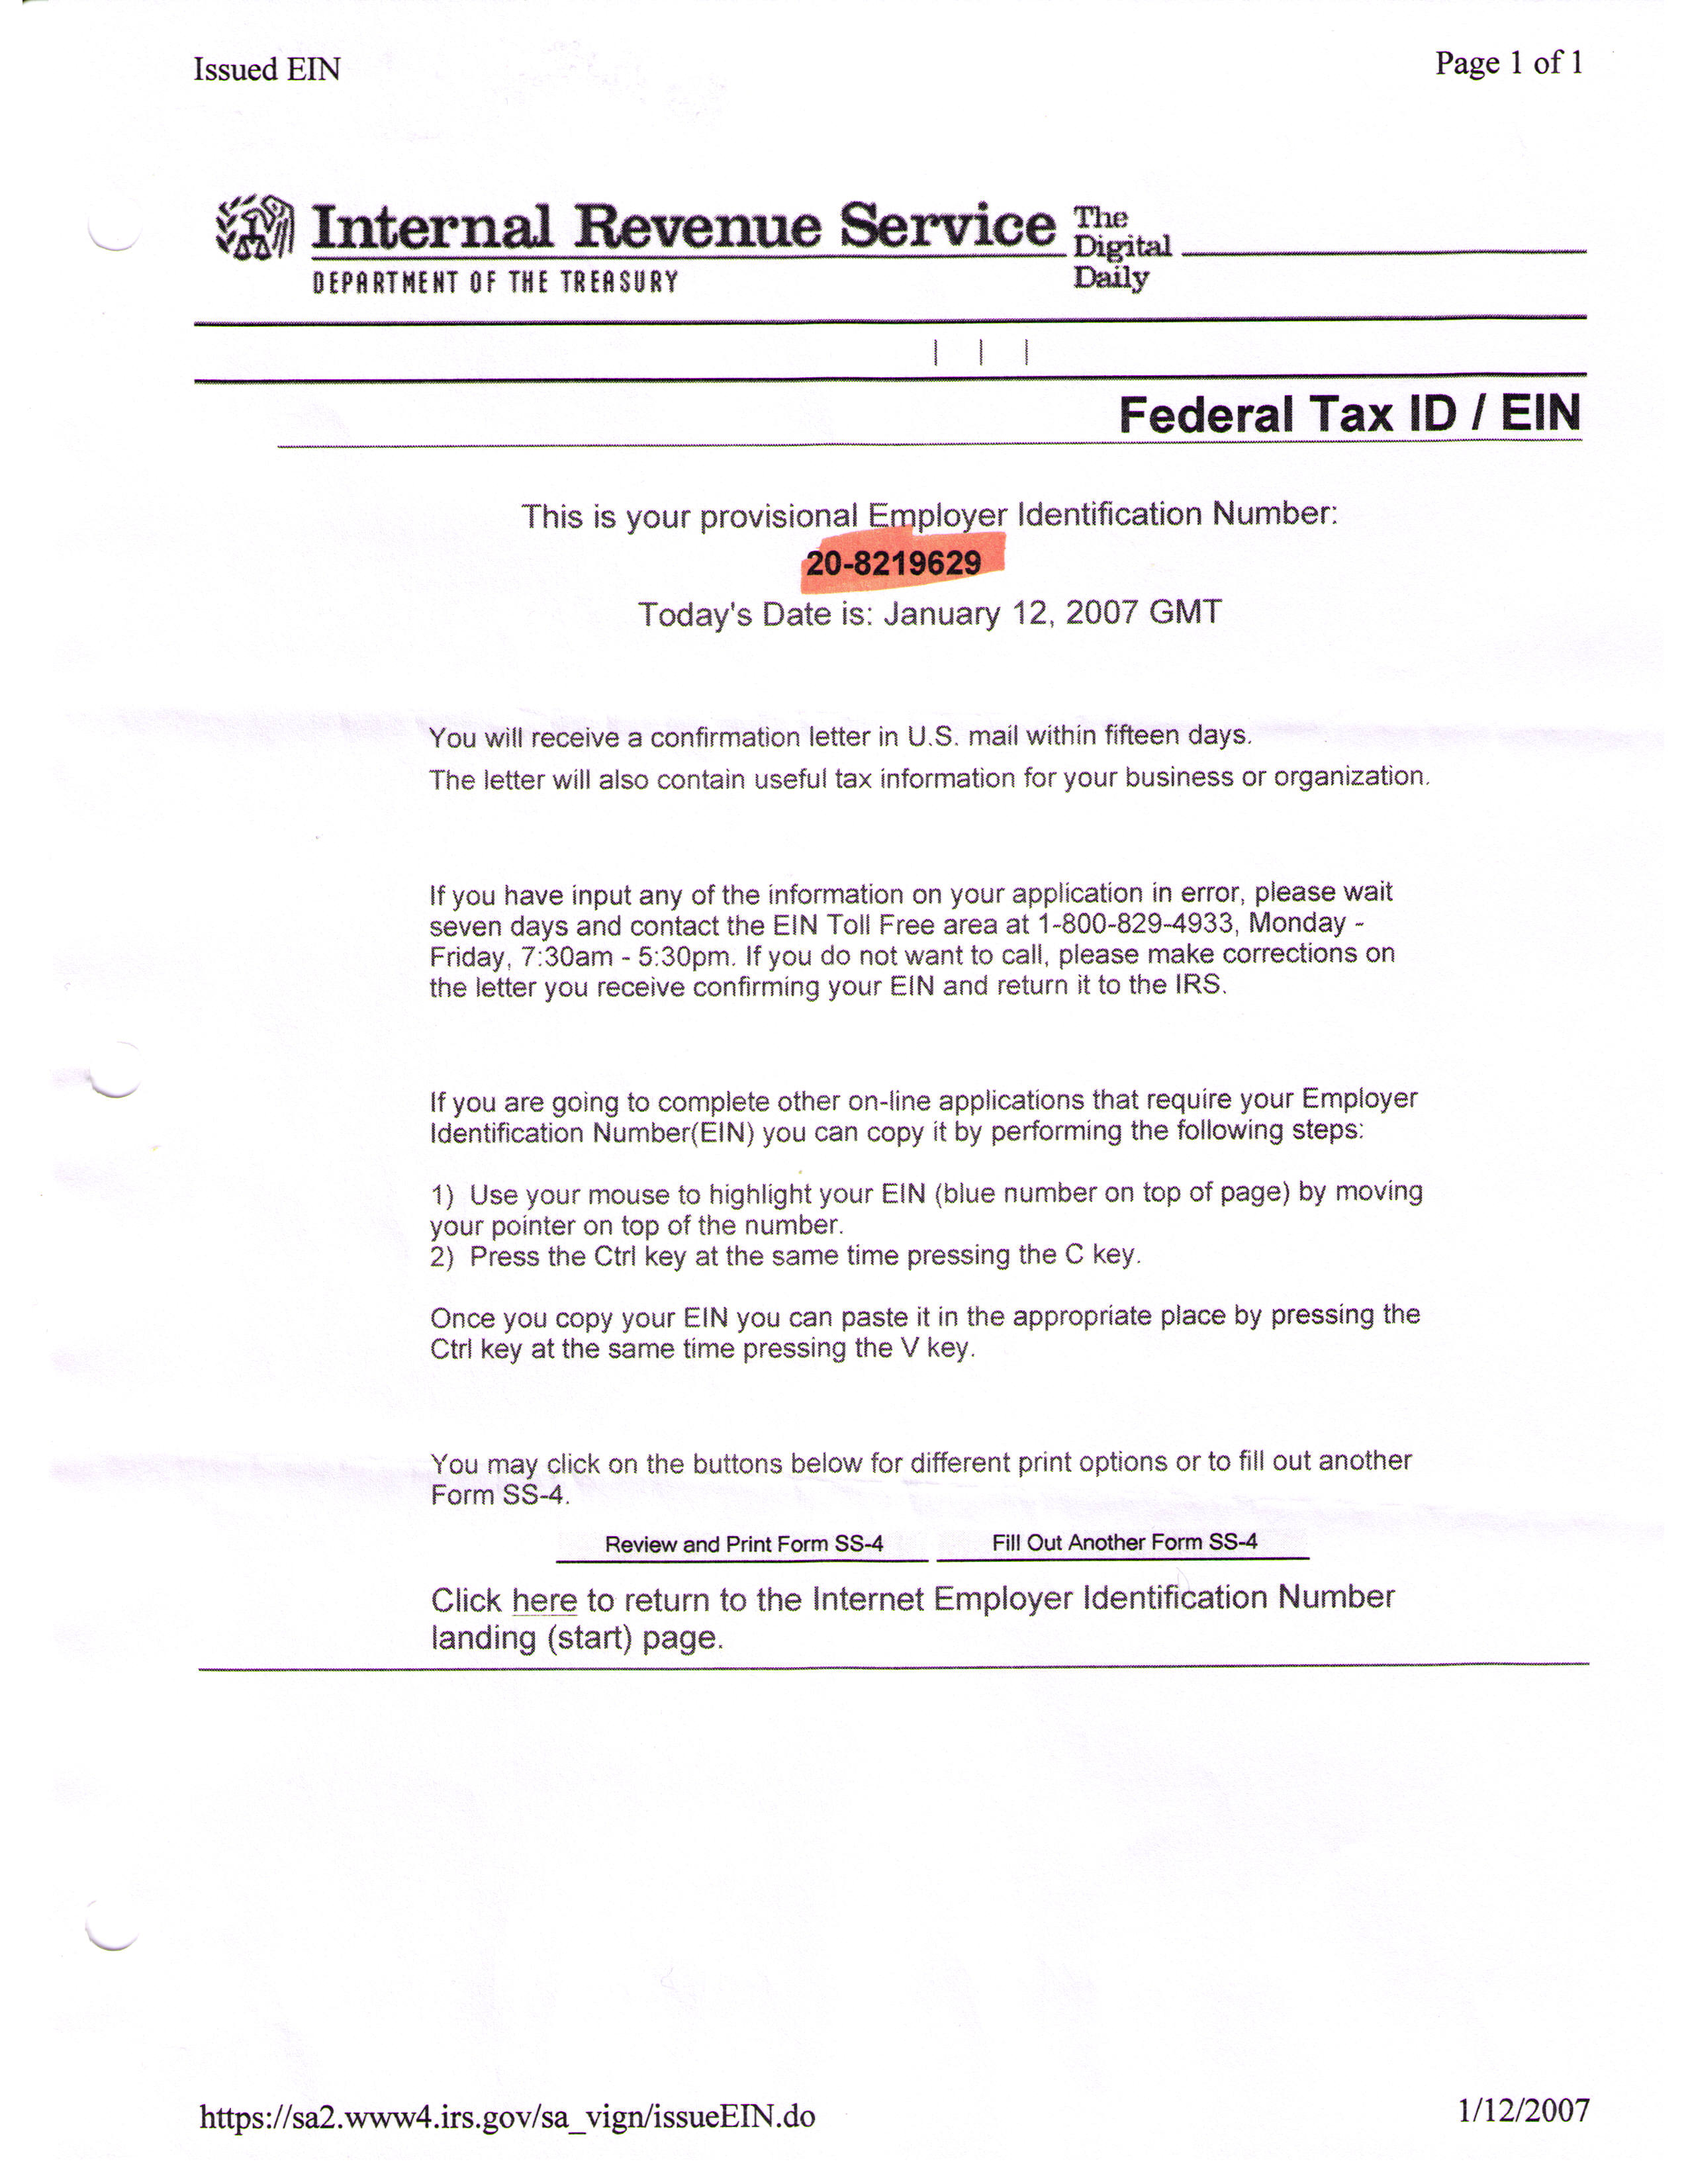 Issued EIN
Page 1 of 1
Internal Revenue Service
The
Digital
Daily
DEPARTMENT OF THE TREASURY
| | |
Federal Tax ID / EIN
This is your provisional Employer Identification Number:
20-8219629
Today's Date is: January 12, 2007 GMT
You will receive a confirmation letter in U.S. mail within fifteen days.
The letter will also contain useful tax information for your business or organization.
If you have input any of the information on your application in error, please wait
seven days and contact the EIN Toll Free area at 1-800-829-4933, Monday -
Friday, 7:30am - 5:30pm. If you do not want to call, please make corrections on
the letter you receive confirming your EIN and return it to the IRS.
If you are going to complete other on-line applications that require your Employer
Identification Number(EIN) you can copy it by performing the following steps:
1) Use your mouse to highlight your EIN (blue number on top of page) by moving
your pointer on top of the number.
2) Press the Ctrl key at the same time pressing the C key.
Once you copy your EIN you can paste it in the appropriate place by pressing the
Ctrl key at the same time pressing the V key.
You may click on the buttons below for different print options or to fill out another
Form SS-4.
Review and Print Form SS-4
Fill Out Another Form SS-4
Click here to return to the Internet Employer Identification Number
landing (start) page.
https://sa2.www4.irs.gov/sa_vign/issueEIN.do
1/12/2007